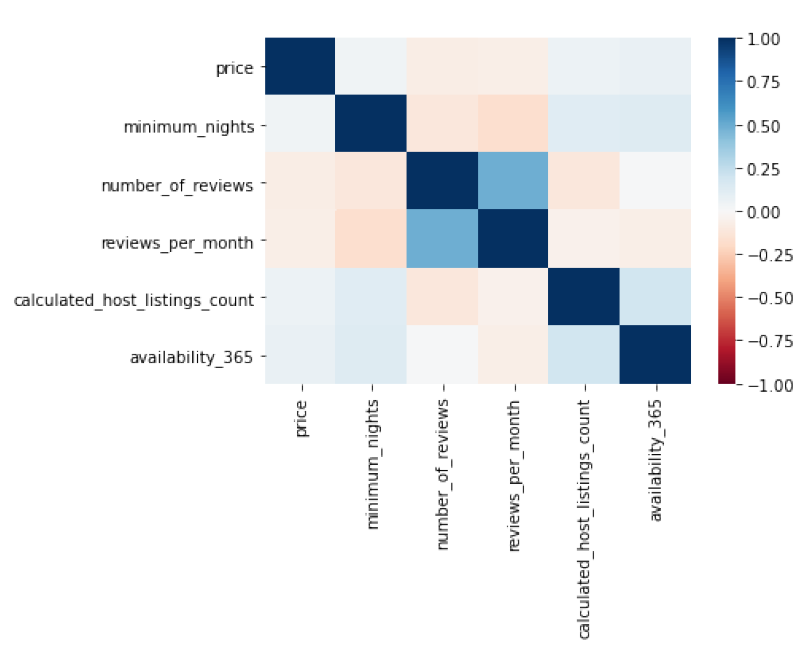 price
minimum_nights
number_of_reviews
reviews_per_month
calculated_host_listings_count
availability_365
price
minimum_nights
number_of_reviews
reviews_per_month
calculated_host_listings_count
availability_365
1.00
0.75
0.50
0.25
0.00
−0.25
−0.50
−0.75
−1.00